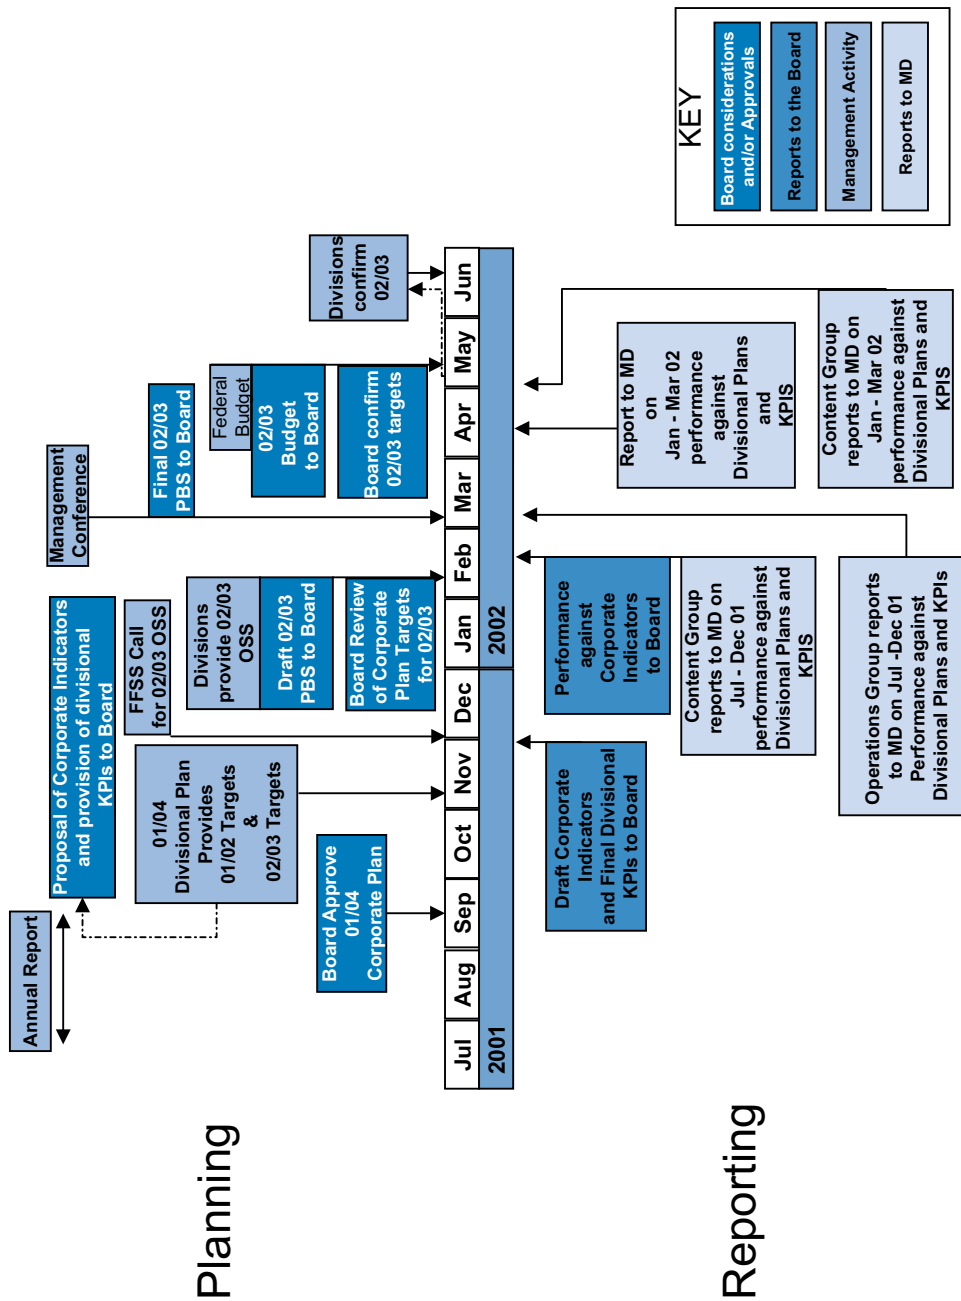 Planning
Annual Report
Proposal of Corporate Indicators
and provision of divisional
KPIs to Board
Management
Conference
FFSS Call
for 02/03 OSS
Final 02/03
PBS to Board
01/04
Divisional Plan
Provides
01/02 Targets
&
02/03 Targets
Divisions
provide 02/03
OSS
Draft 02/03
PBS to Board
Board Review
of Corporate
Plan Targets
for 02/03
Federal
Budget
02/03
Budget
to Board
Board confirm
02/03 targets
Divisions
confirm
02/03
Board Approve
01/04
Corporate Plan
Jul
Aug
Sep
Oct
Nov
Dec
Jan
Feb
Mar
Apr
May
Jun
2001
2002
Reporting
Draft Corporate
Indicators
and Final Divisional
KPIs to Board
Performance
against
Corporate
Indicators
to Board
Content Group
reports to MD on
Jul - Dec 01
performance against
Divisional Plans and
KPIS
Operations Group reports
to MD on Jul -Dec 01
Performance against
Divisional Plans and KPIs
Report to MD
on
Jan - Mar 02
performance
against
Divisional Plans
and
KPIS
Content Group
reports to MD on
Jan - Mar 02
performance against
Divisional Plans and
KPIS
KEY
Board considerations
and/or Approvals
Reports to the Board
Management Activity
Reports to MD